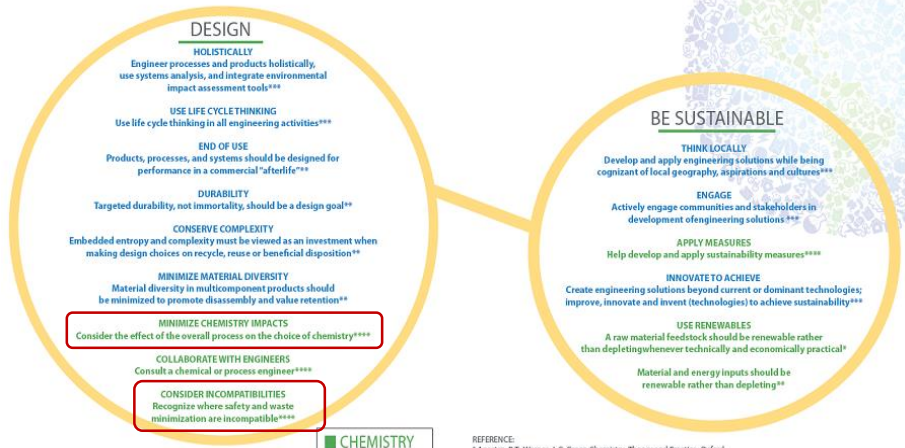 DESIGN
HOLISTICALLY
Engineer processes and products holistically,
use systems analysis, and integrate environmental
impact assessment tools***
USE LIFE CYCLE THINKING
Use life cycle thinking in all engineering activities***
END OF USE
Products, processes, and systems should be designed for
performance in a commercial "afterlife"**
DURABILITY
Targeted durability, not immortality, should be a design goal**
CONSERVE COMPLEXITY
Embedded entropy and complexity must be viewed as an investment when
making design choices on recycle, reuse or beneficial disposition**
MINIMIZE MATERIAL DIVERSITY
Material diversity in multicomponent products should
be minimized to promote disassembly and value retention**
MINIMIZE CHEMISTRY IMPACTS
Consider the effect of the overall process on the choice of chemistry****
COLLABORATE WITH ENGINEERS
Consult a chemical or process engineer****
CONSIDER INCOMPATIBILITIES
Recognize where safety and waste
minimization are incompatible****
BE SUSTAINABLE
THINK LOCALLY
Develop and apply engineering solutions while being
cognizant of local geography, aspirations and cultures***
ENGAGE
Actively engage communities and stakeholders in
development ofengineering solutions ***
APPLY MEASURES
Help develop and apply sustainability measures****
INNOVATE TO ACHIEVE
Create engineering solutions beyond current or dominant technologies;
improve, innovate and invent (technologies) to achieve sustainability***
USE RENEWABLES
A raw material feedstock should be renewable rather
than depletingwhenever technically and economically practical*
Material and energy inputs should be
renewable rather than depleting**
CHEMISTRY
REFERENCE: